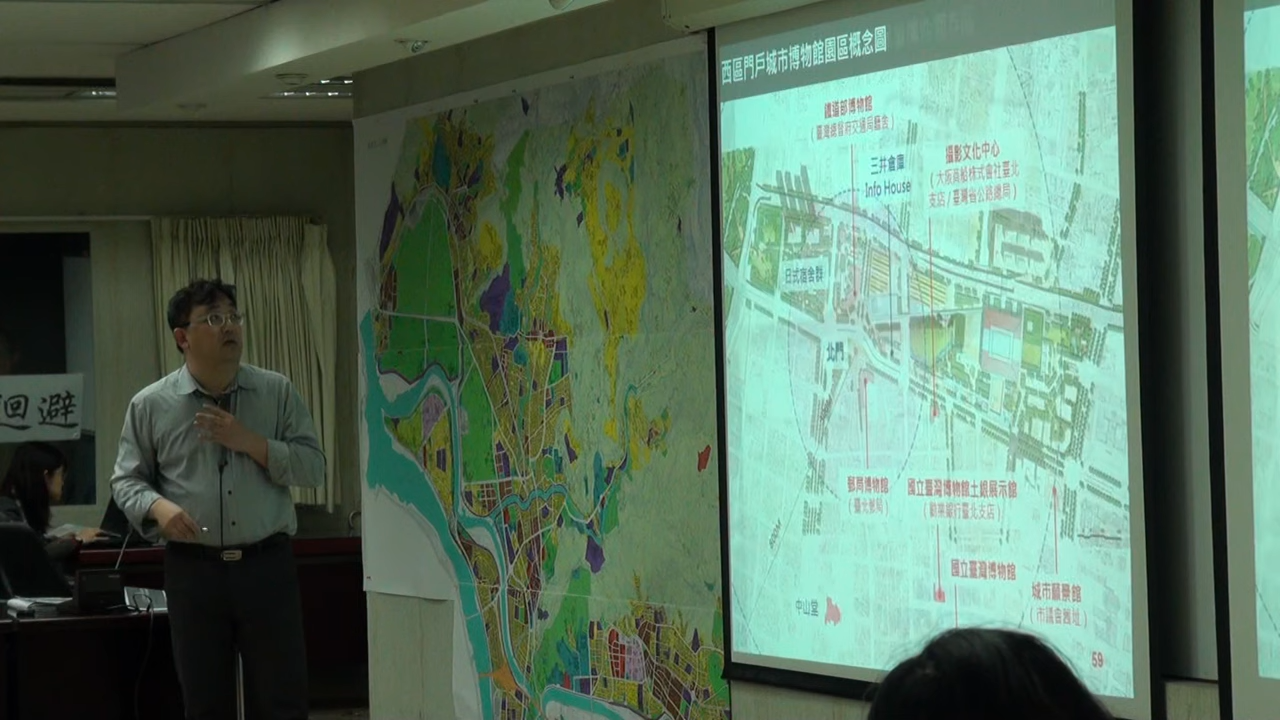 西區門戶城市博物館園區概念圖
鐵道部博物館
(臺灣總督府交通局廳舍)
三井倉庫
Info House
攝影文化中心
(大阪商船株式會社臺北
支店/臺灣省公路總局)
日式宿舍群
北門
郵局博物館
(臺北郵局)
國立臺灣博物館土銀展示館
(勸業銀行臺北支店)
國立臺灣博物館
城市願景館
(市議會舊址)
中山堂
59
迴避